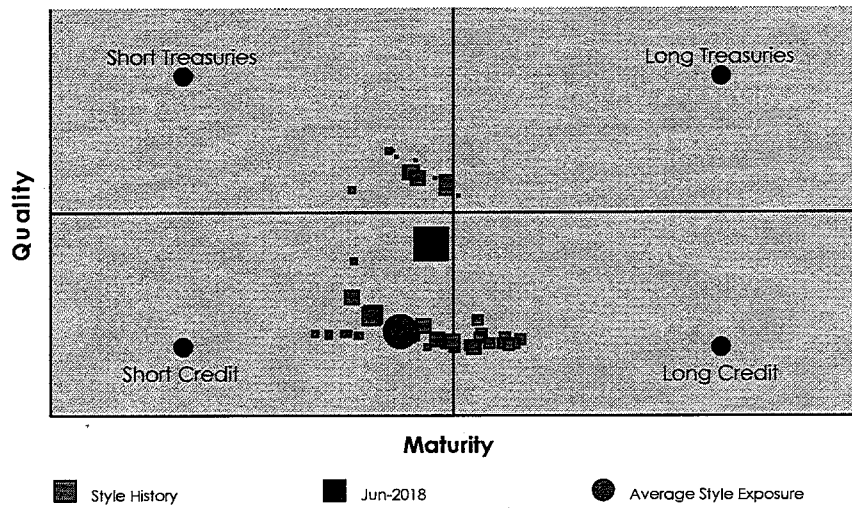 Short Treasuries
Long Treasuries
Quality
Short Credit
Long Credit
Maturity
Style History
Jun-2018
Average Style Exposure